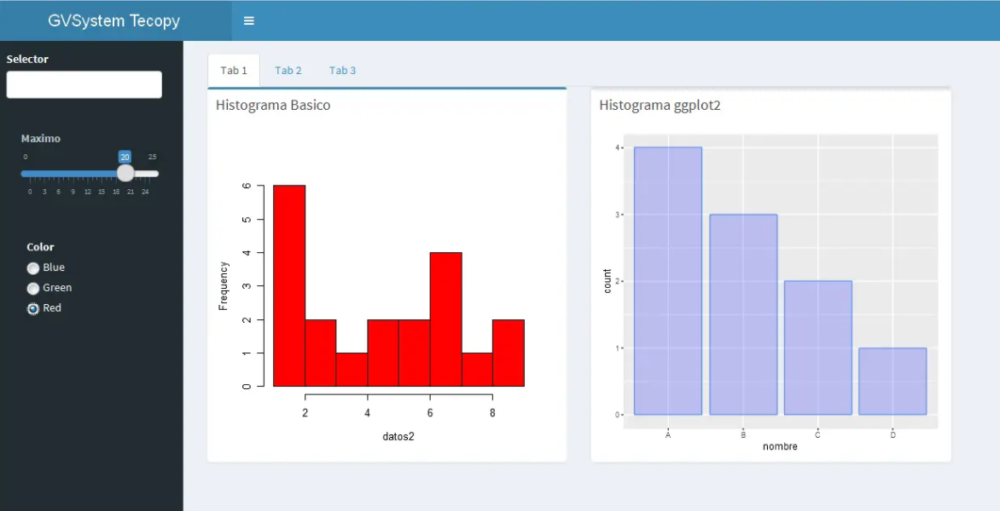 GVSystem Tecopy
Selector
Maximo
0 20 25
0 3 6 9 12 15 18 21 24
Color
Blue
Green
Red
Tab 1 Tab 2 Tab 3
Histograma Basico
Frequency
6
5
4
3
2
1
0
2 4 6 8
datos2
Histograma ggplot2
count
4
3
2
1
0
A B C D
nombre